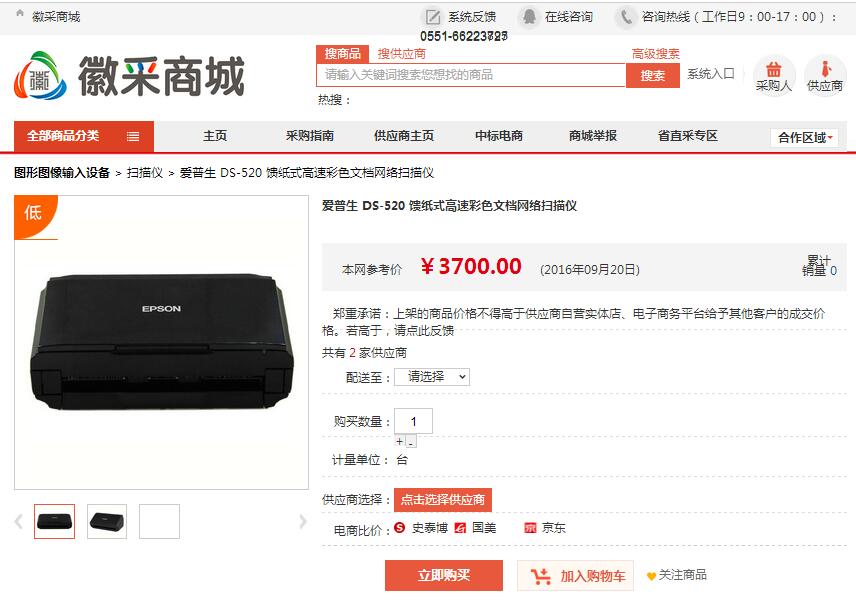 徽采商城
系统反馈
在线咨询
咨询热线（工作日9：00-17：00）：
徽
徽采商城
搜商品
搜供应商
高级搜索
请输入关键词搜索您想找的商品
搜索
系统入口
采购人
供应商
热搜：
全部商品分类
主页
采购指南
供应商主页
中标电商
商城举报
省直采专区
合作区域
图形图像输入设备 > 扫描仪 > 爱普生 DS-520 馈纸式高速彩色文档网络扫描仪
低
EPSON
爱普生 DS-520 馈纸式高速彩色文档网络扫描仪
本网参考价
￥3700.00
(2016年09月20日)
累计
销量 0
郑重承诺：上架的商品价格不得高于供应商自营实体店、电子商务平台给予其他客户的成交价
格。若高于，请点此反馈
共有 2 家供应商
配送至：
请选择
购买数量：
1
+ -
计量单位： 台
供应商选择：
点击选择供应商
电商比价：
史泰博
国美
京东
立即购买
加入购物车
关注商品